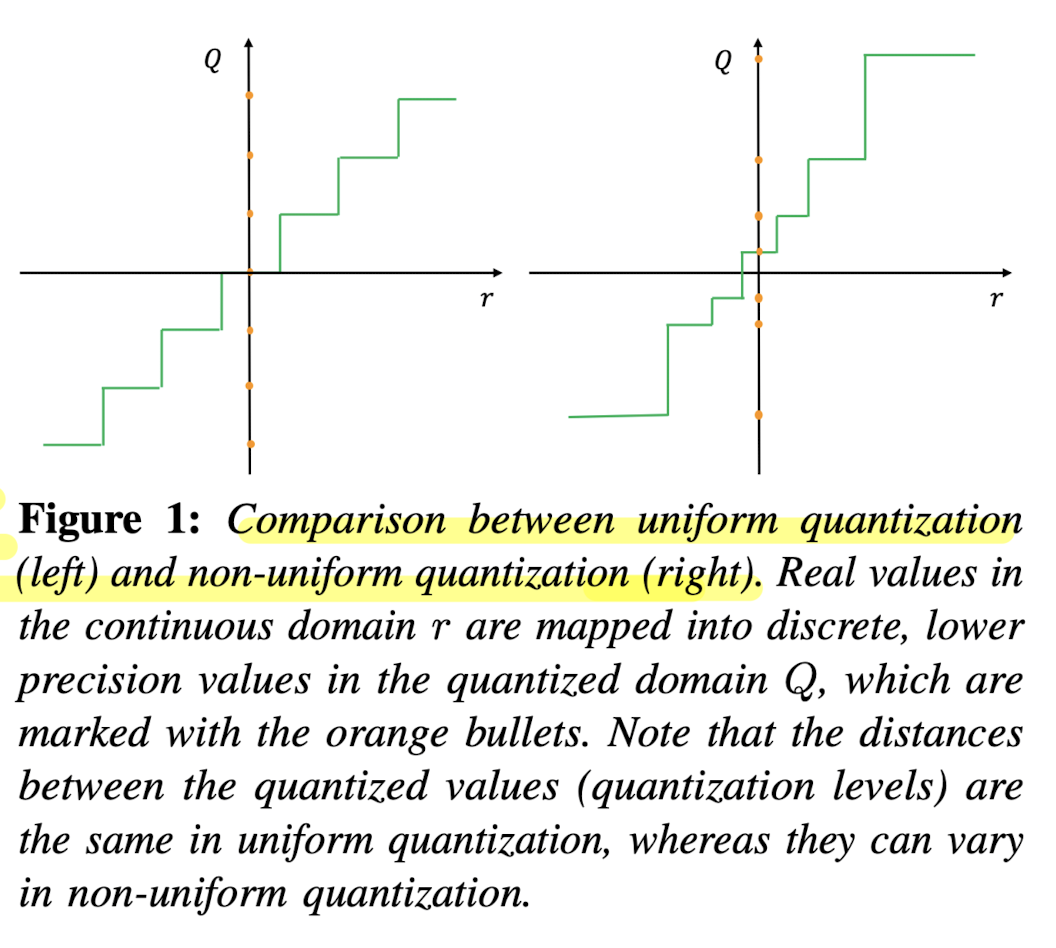 Q
r
Q
r
Figure 1: Comparison between uniform quantization
(left) and non-uniform quantization (right). Real values in
the continuous domain r are mapped into discrete, lower
precision values in the quantized domain Q, which are
marked with the orange bullets. Note that the distances
between the quantized values (quantization levels) are
the same in uniform quantization, whereas they can vary
in non-uniform quantization.